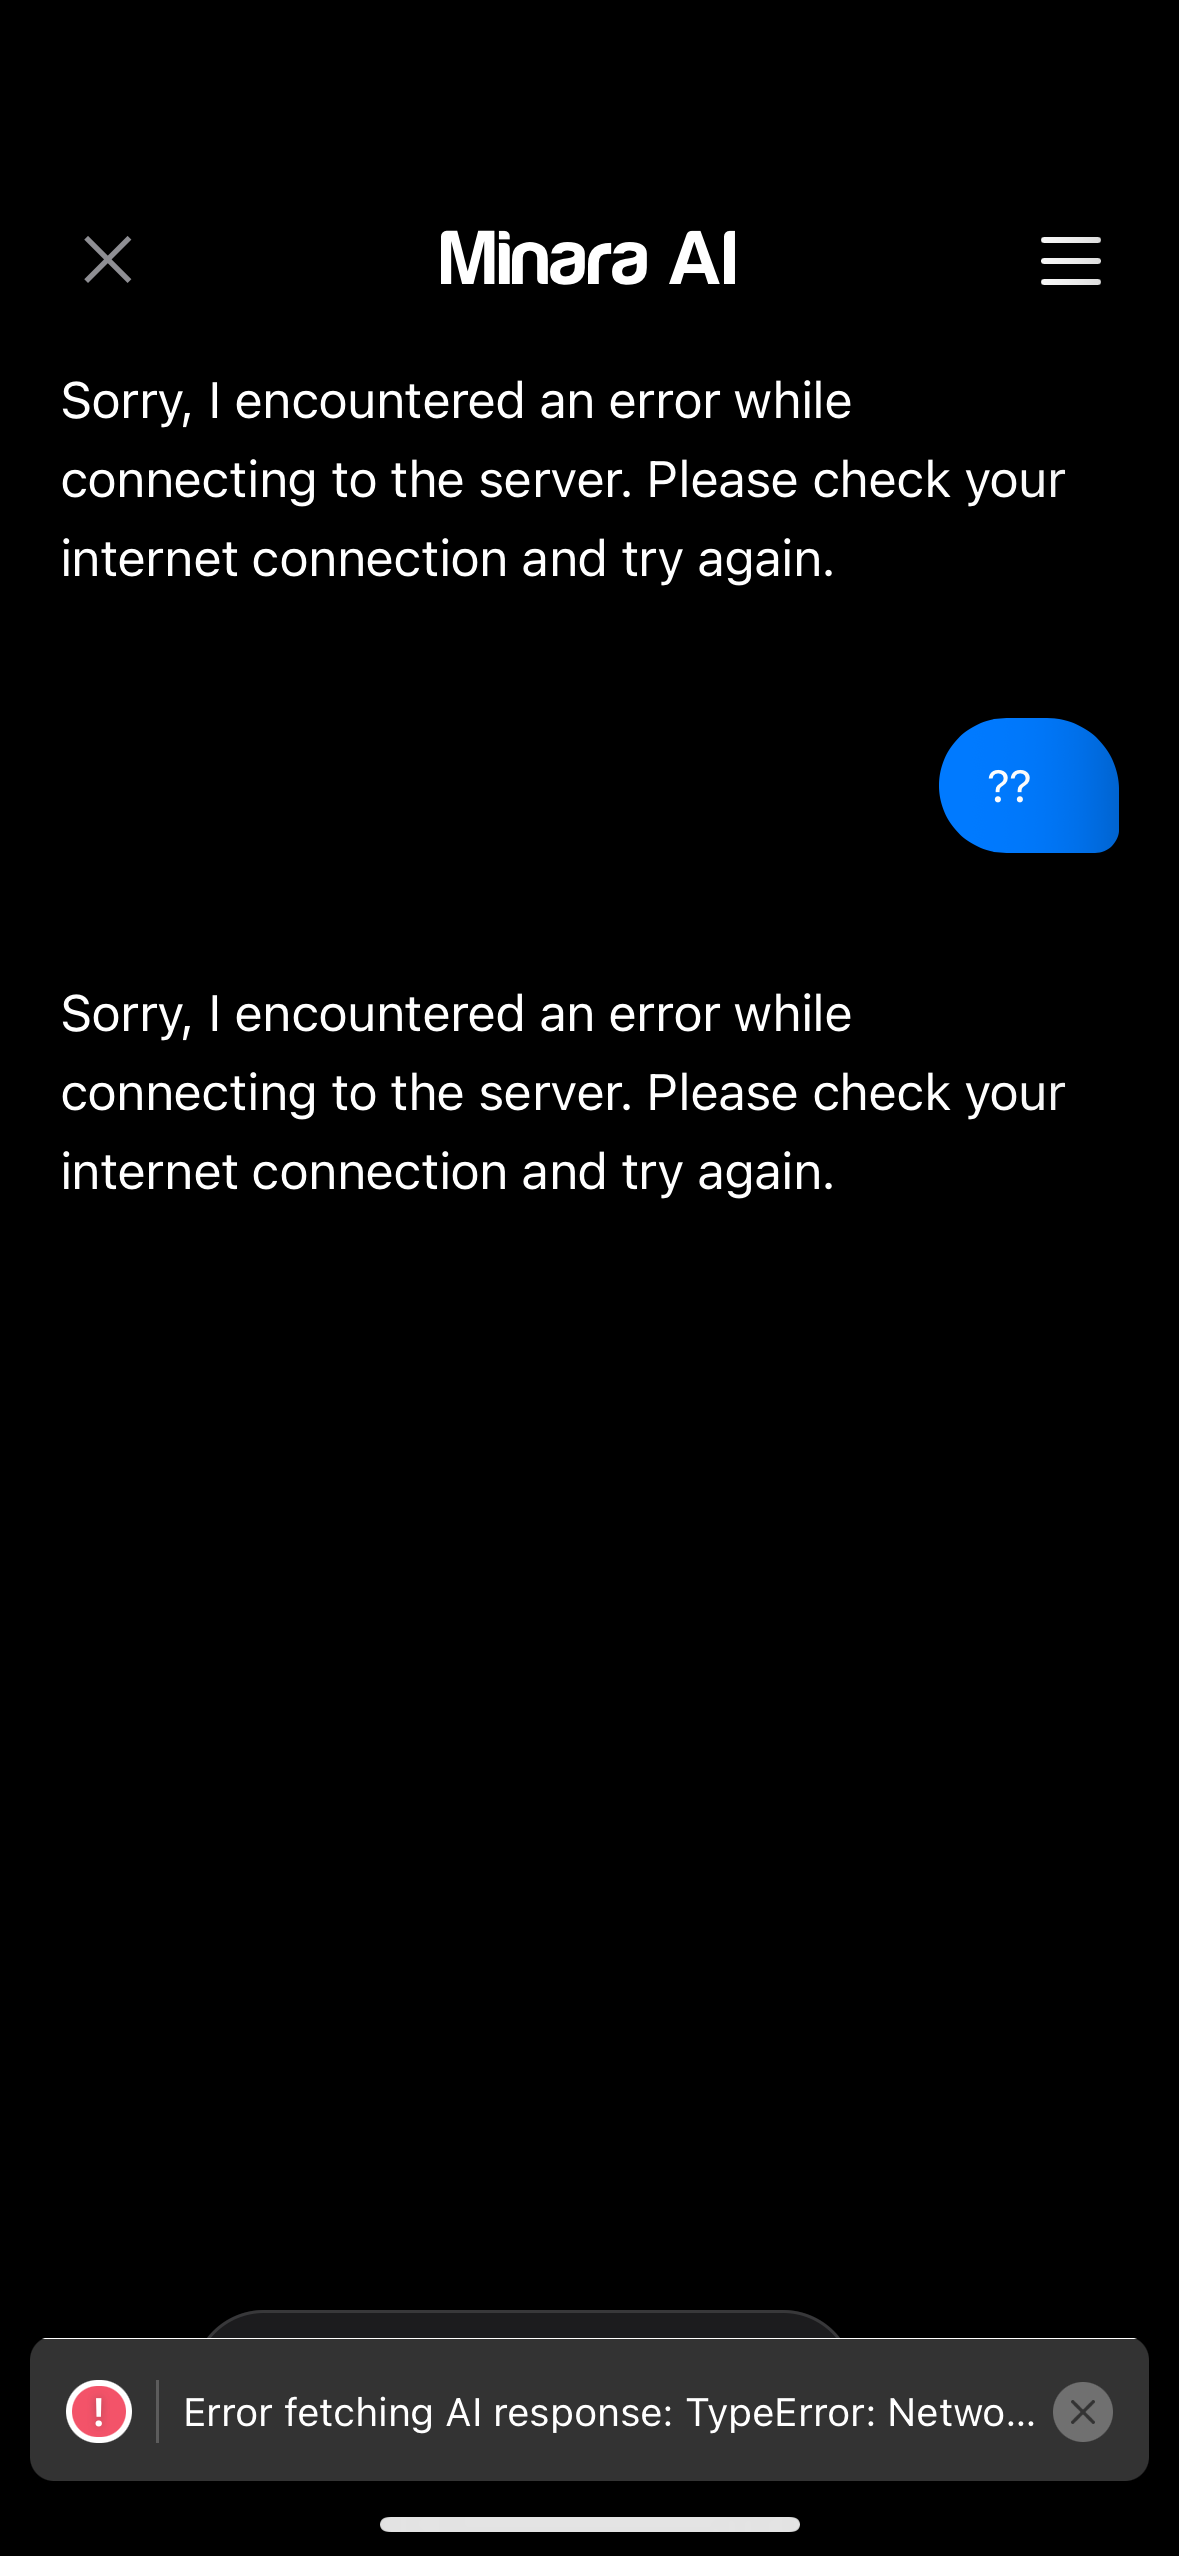 Minara AI
Sorry, I encountered an error while
connecting to the server. Please check your
internet connection and try again.
??
Sorry, I encountered an error while
connecting to the server. Please check your
internet connection and try again.
! Error fetching AI response: TypeError: Netwo...